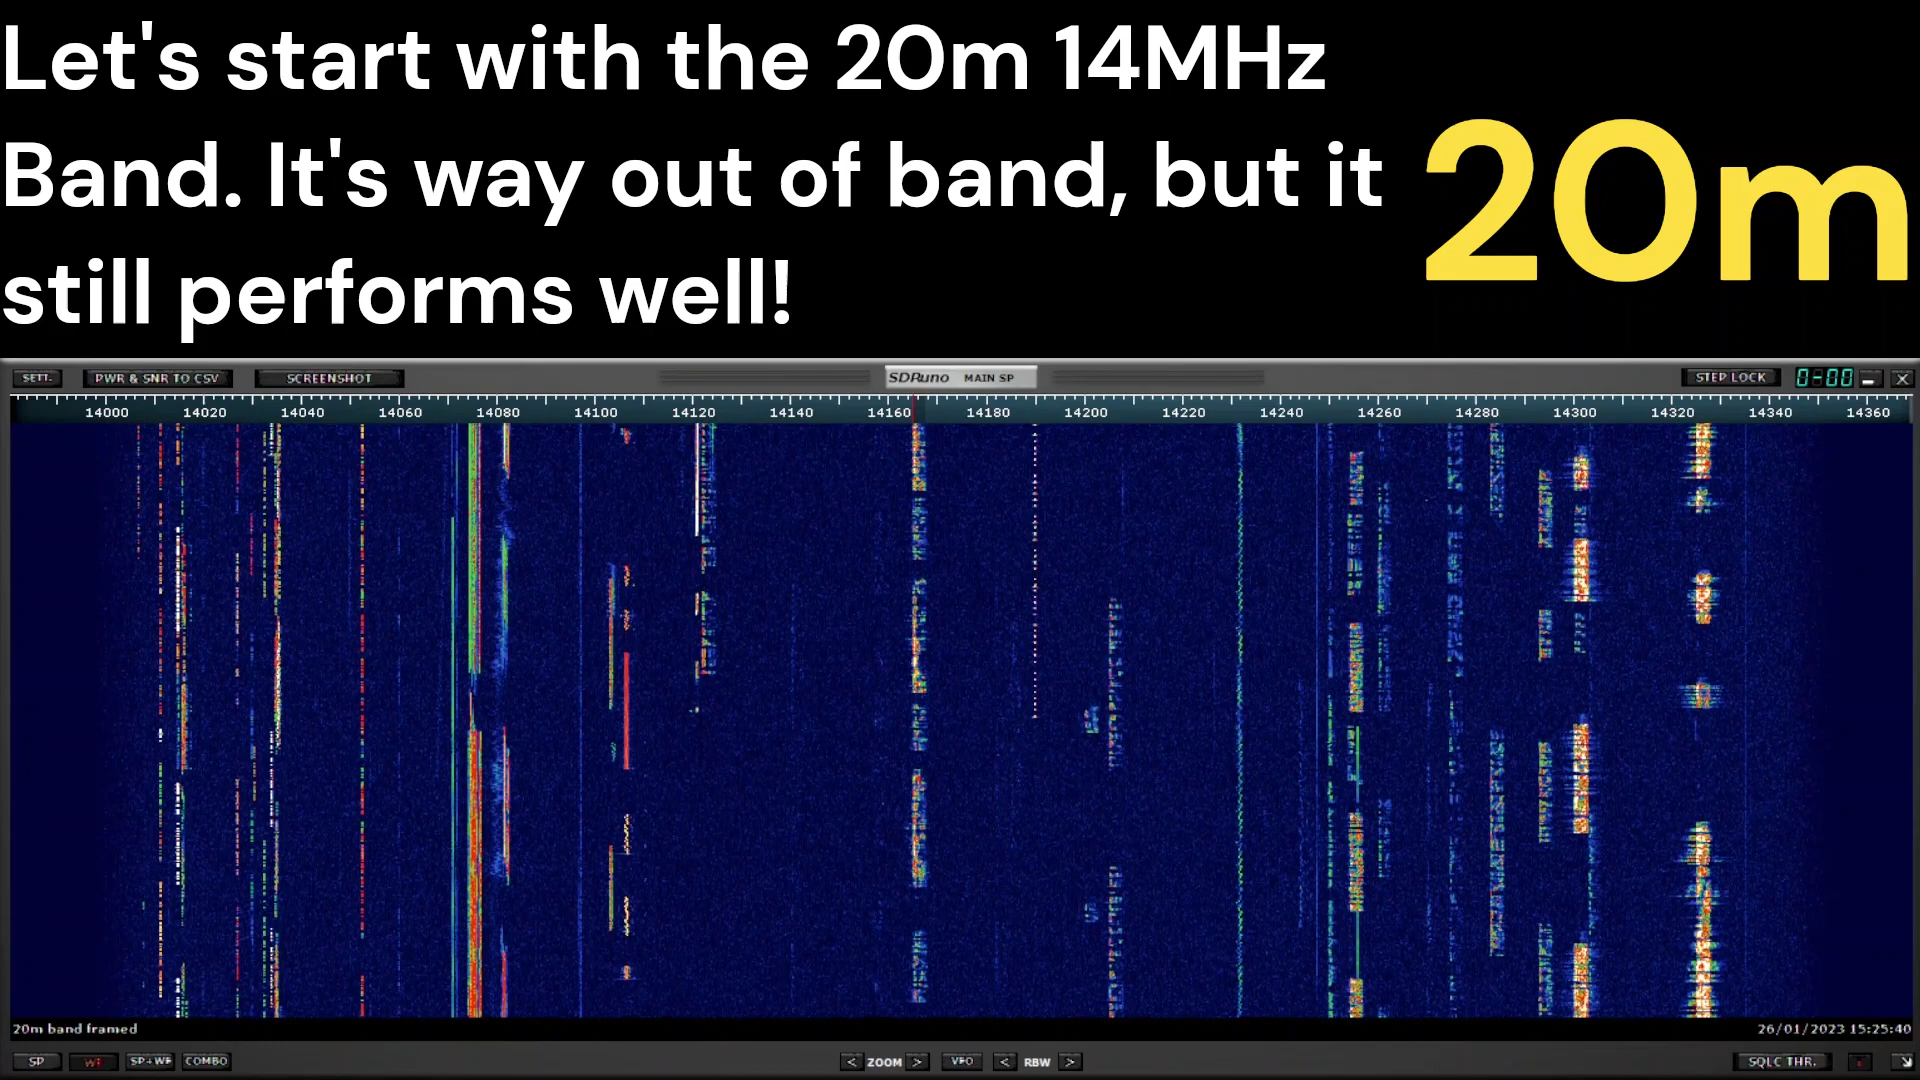 Let's start with the 20m 14MHz
Band. It's way out of band, but it
still performs well!
20m
SETT. PWR & SNR TO CSV SCREENSHOT SDRuno MAIN SP STEP LOCK 0-00
14000 14020 14040 14060 14080 14100 14120 14140 14160 14180 14200 14220 14240 14260 14280 14300 14320 14340 14360
20m band framed 26/01/2023 15:25:40
SP WF SP+WF COMBO < ZOOM > VFO < RBW > SQLC THR. T